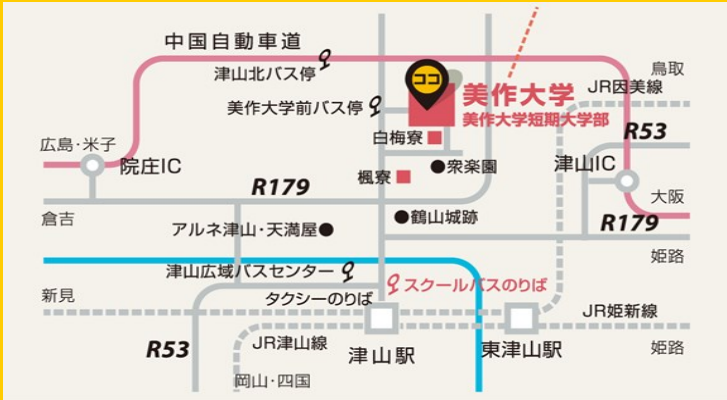 中国自動車道
津山北バス停
ココ
鳥取
美作大学
JR因美線
美作大学前バス停
美作大学短期大学部
R53
白梅寮
広島・米子
衆楽園
津山IC
院庄IC
楓寮
R179
大阪
倉吉
鶴山城跡
R179
アルネ津山・天満屋
姫路
津山広域バスセンター
スクールバスのりば
新見
タクシーのりば
JR姫新線
R53
JR津山線
津山駅
東津山駅
姫路
岡山・四国